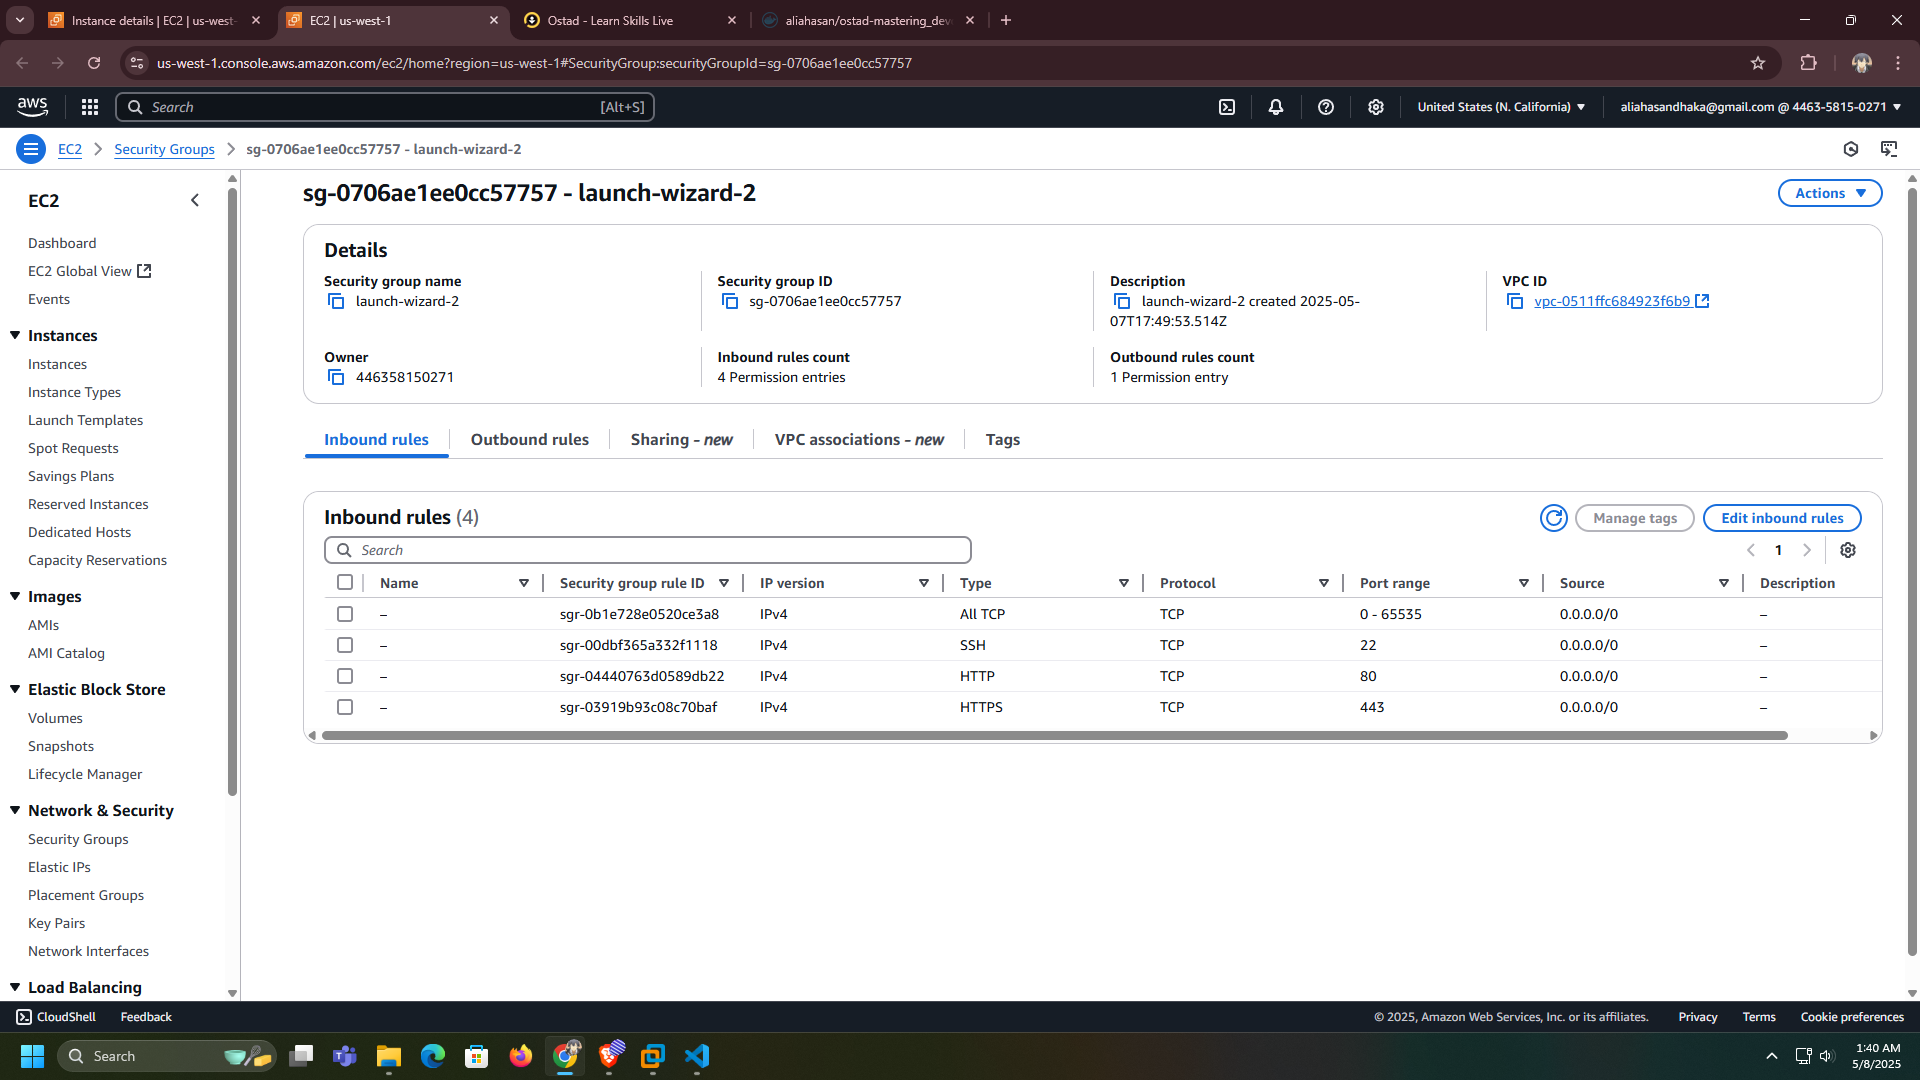 Instance details | EC2 | us-west-
EC2 | us-west-1
Ostad - Learn Skills Live
aliahasan/ostad-mastering_dev
us-west-1.console.aws.amazon.com/ec2/home?region=us-west-1#SecurityGroup:securityGroupId=sg-0706ae1ee0cc57757
aws
Search [Alt+S]
United States (N. California)
aliahasandhaka@gmail.com @ 4463-5815-0271
EC2
Security Groups
sg-0706ae1ee0cc57757 - launch-wizard-2
EC2
Dashboard
EC2 Global View
Events
Instances
Instances
Instance Types
Launch Templates
Spot Requests
Savings Plans
Reserved Instances
Dedicated Hosts
Capacity Reservations
Images
AMIs
AMI Catalog
Elastic Block Store
Volumes
Snapshots
Lifecycle Manager
Network & Security
Security Groups
Elastic IPs
Placement Groups
Key Pairs
Network Interfaces
Load Balancing
sg-0706ae1ee0cc57757 - launch-wizard-2
Actions
Details
Security group name
launch-wizard-2
Security group ID
sg-0706ae1ee0cc57757
Description
launch-wizard-2 created 2025-05-
07T17:49:53.514Z
VPC ID
vpc-0511ffc684923f6b9
Owner
446358150271
Inbound rules count
4 Permission entries
Outbound rules count
1 Permission entry
Inbound rules
Outbound rules
Sharing - new
VPC associations - new
Tags
Inbound rules (4)
Manage tags
Edit inbound rules
Search
1
Name Security group rule ID IP version Type Protocol Port range Source Description
– sgr-0b1e728e0520ce3a8 IPv4 All TCP TCP 0 - 65535 0.0.0.0/0 –
– sgr-00dbf365a332f1118 IPv4 SSH TCP 22 0.0.0.0/0 –
– sgr-04440763d0589db22 IPv4 HTTP TCP 80 0.0.0.0/0 –
– sgr-03919b93c08c70baf IPv4 HTTPS TCP 443 0.0.0.0/0 –
CloudShell
Feedback
© 2025, Amazon Web Services, Inc. or its affiliates.
Privacy
Terms
Cookie preferences
Search
1:40 AM
5/8/2025